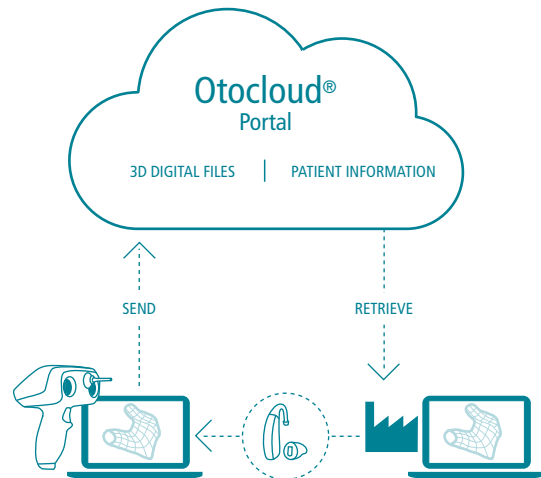 Otocloud®
Portal
3D DIGITAL FILES | PATIENT INFORMATION
SEND
RETRIEVE